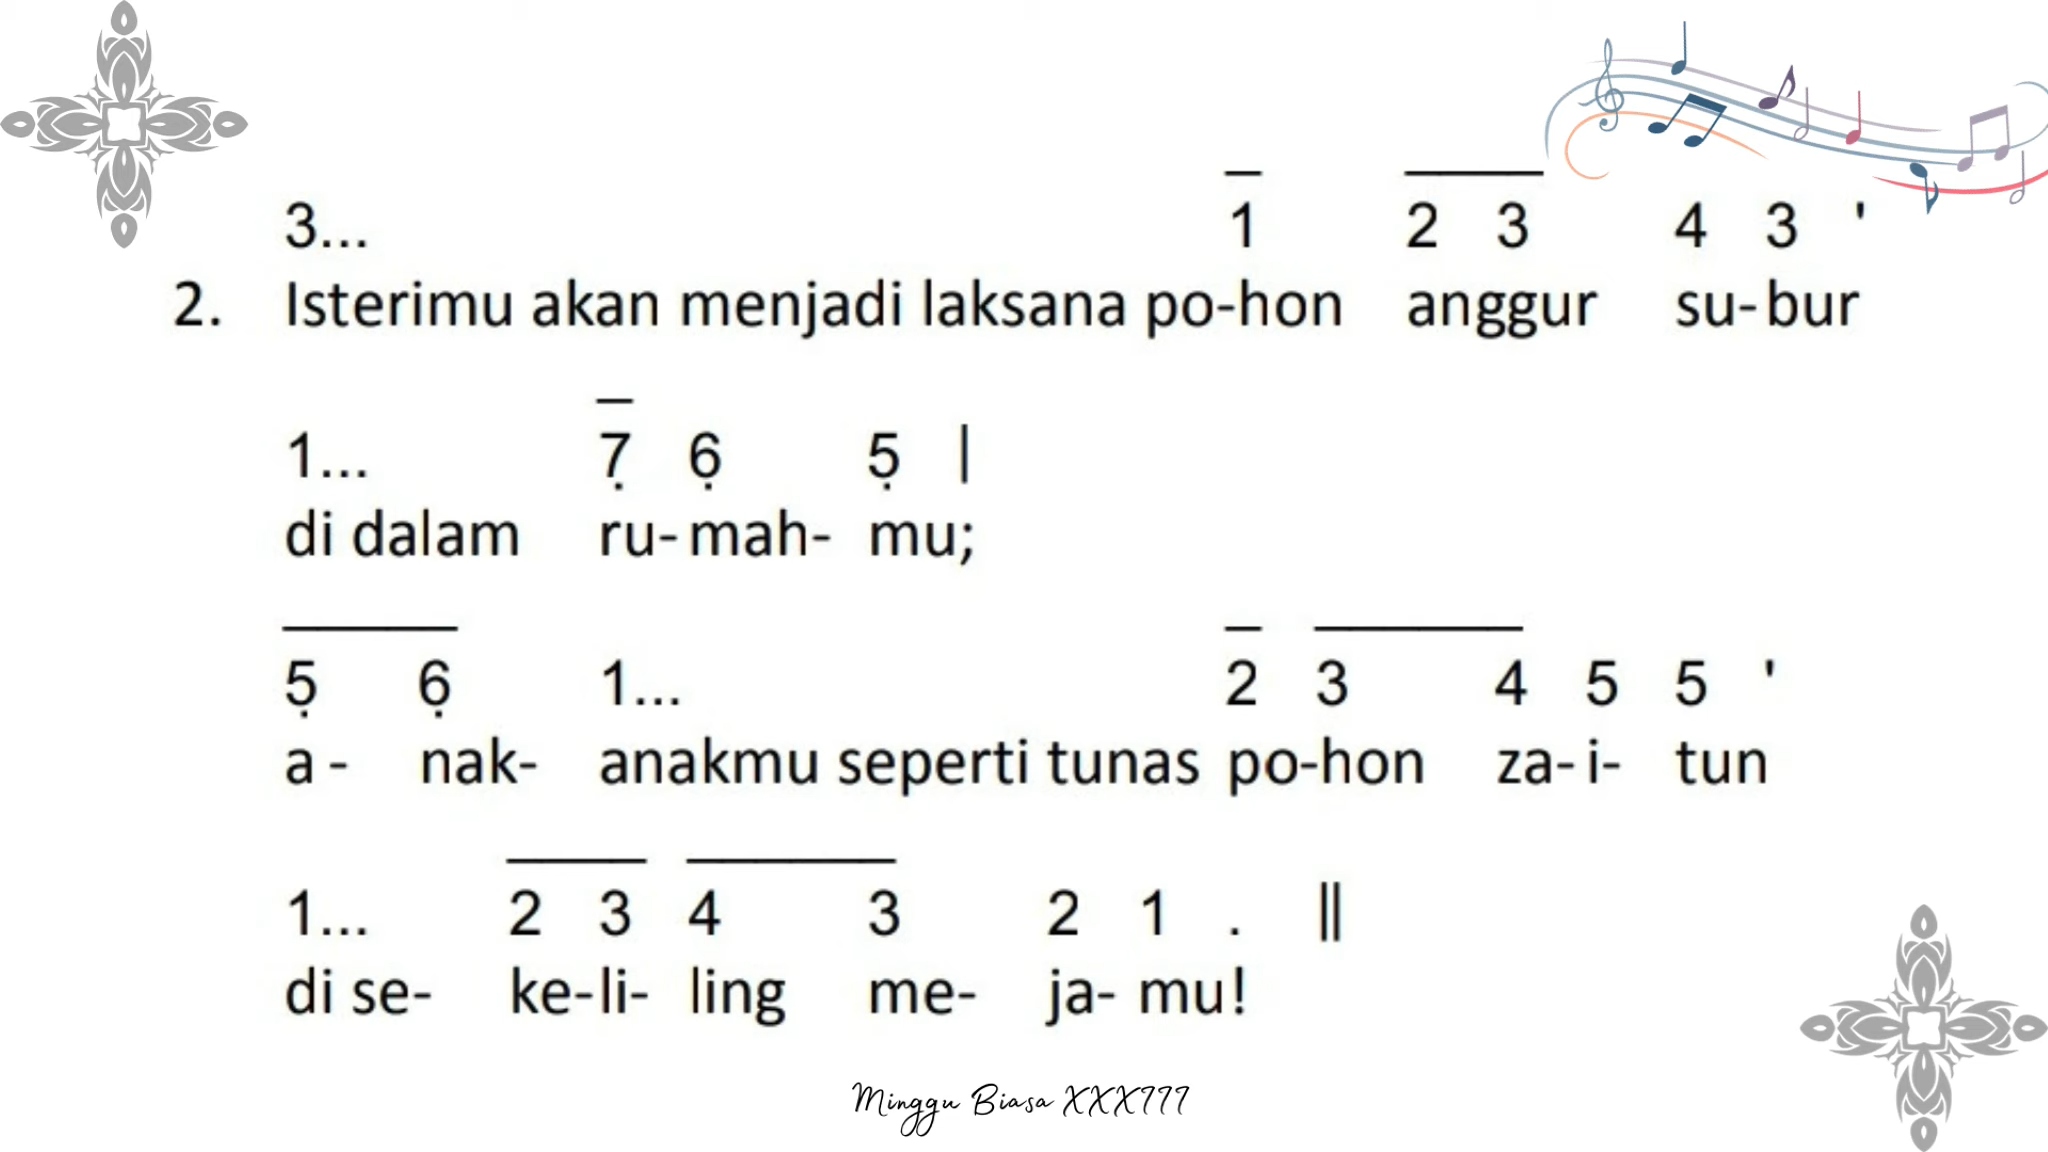 3... 1 2 3 4 3 '
2. Isterimu akan menjadi laksana po-hon anggur su-bur
1... 7̣ 6̣ 5̣ |
di dalam ru-mah- mu;
5̣ 6̣ 1... 2 3 4 5 5 '
a - nak- anakmu seperti tunas po-hon za-i- tun
1... 2 3 4 3 2 1 . ||
di se- ke-li- ling me- ja- mu!
Minggu Biasa XXXIII